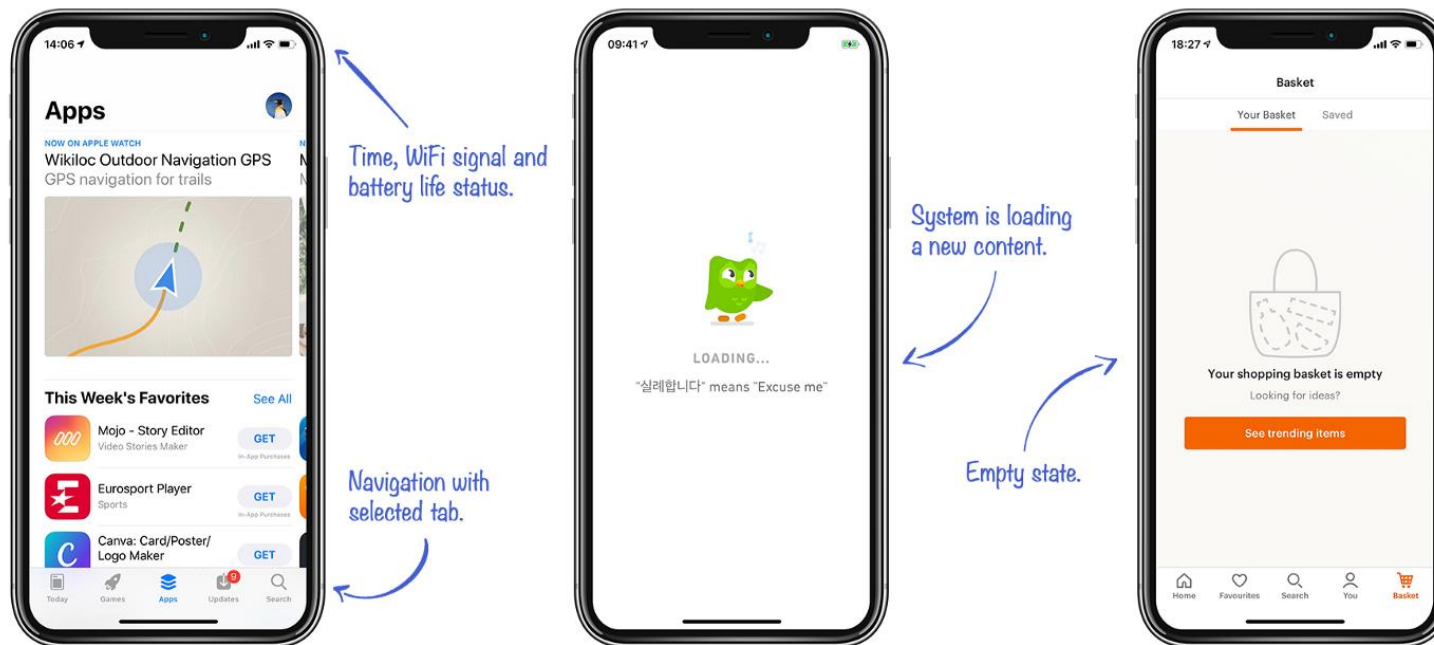 14:06
Apps
NOW ON APPLE WATCH
Wikiloc Outdoor Navigation GPS
GPS navigation for trails
This Week's Favorites
See All
Mojo - Story Editor
Video Stories Maker
GET
In-App Purchases
Eurosport Player
Sports
GET
In-App Purchases
Canva: Card/Poster/
Logo Maker
GET
Today
Games
Apps
9
Updates
Search
Time, WiFi signal and
battery life status.
Navigation with
selected tab.
09:41
LOADING...
"실례합니다" means "Excuse me"
System is loading
a new content.
Empty state.
18:27
Basket
Your Basket
Saved
Your shopping basket is empty
Looking for ideas?
See trending items
Home
Favourites
Search
You
Basket